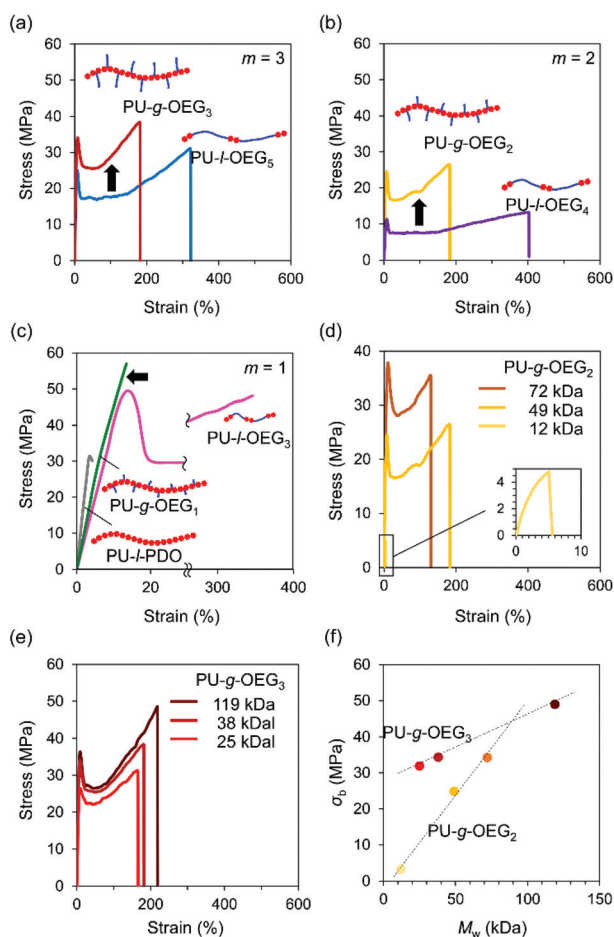 (a)
60
50
40
30
20
10
0
0 200 400 600
Stress (MPa)
Strain (%)
m = 3
PU-g-OEG3
PU-l-OEG5
(b)
60
50
40
30
20
10
0
0 200 400 600
Stress (MPa)
Strain (%)
m = 2
PU-g-OEG2
PU-l-OEG4
(c)
60
50
40
30
20
10
0
0 10 20 300 400
Stress (MPa)
Strain (%)
m = 1
PU-l-OEG3
PU-g-OEG1
PU-l-PDO
(d)
40
30
20
10
0
0 200 400 600
Stress (MPa)
Strain (%)
PU-g-OEG2
72 kDa
49 kDa
12 kDa
4
2
0
0 10
(e)
60
50
40
30
20
10
0
0 200 400 600
Stress (MPa)
Strain (%)
PU-g-OEG3
119 kDa
38 kDal
25 kDal
(f)
60
50
40
30
20
10
0
0 50 100 150
σb (MPa)
Mw (kDa)
PU-g-OEG3
PU-g-OEG2